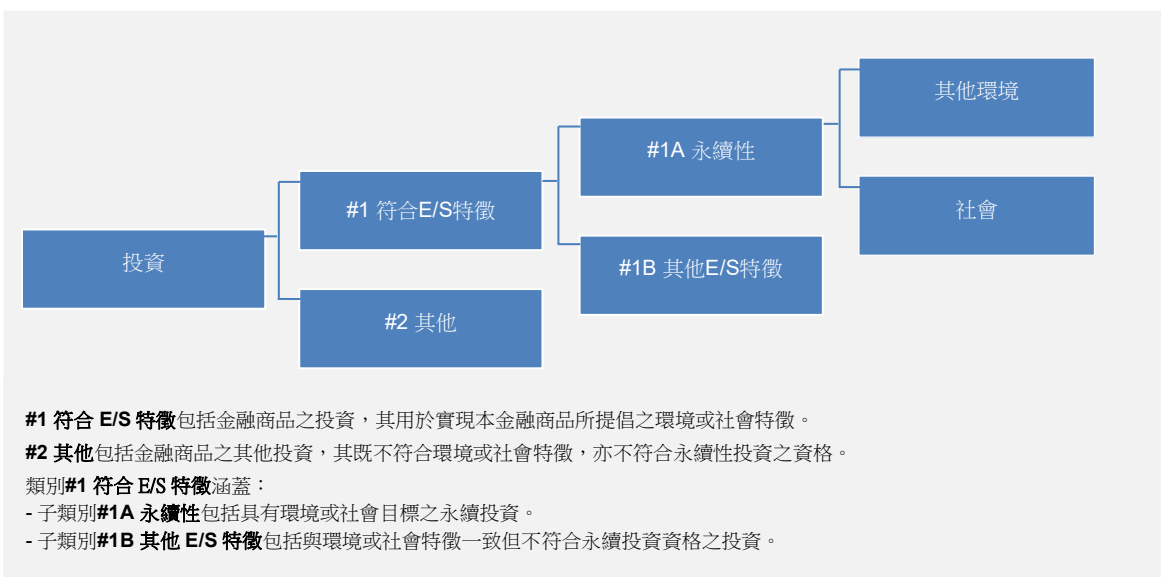 其他環境
#1A 永續性
#1 符合E/S特徵
社會
投資
#1B 其他E/S特徵
#2 其他
#1 符合 E/S 特徵包括金融商品之投資，其用於實現本金融商品所提倡之環境或社會特徵。
#2 其他包括金融商品之其他投資，其既不符合環境或社會特徵，亦不符合永續性投資之資格。
類別#1 符合 E/S 特徵涵蓋：
- 子類別#1A 永續性包括具有環境或社會目標之永續投資。
- 子類別#1B 其他 E/S 特徵包括與環境或社會特徵一致但不符合永續投資資格之投資。